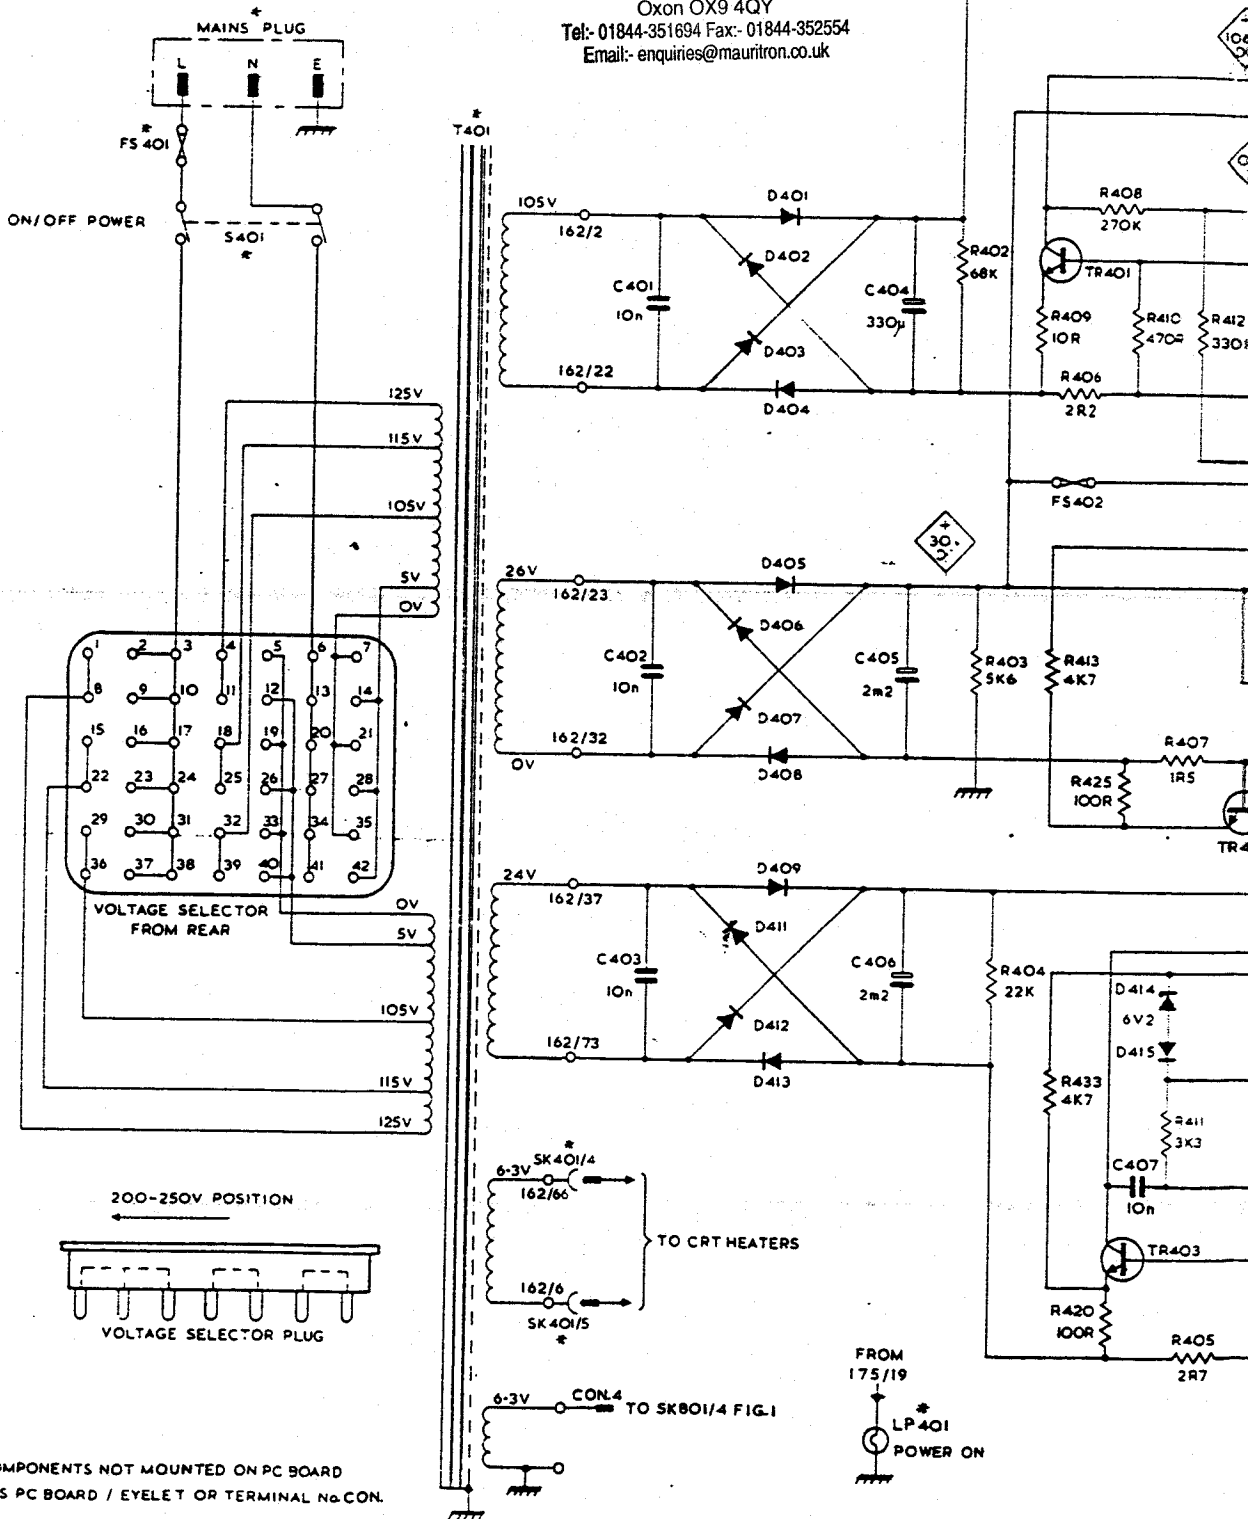 Oxon OX9 4QY
Tel:- 01844-351694 Fax:- 01844-352554
Email:- enquiries@mauritron.co.uk
*
MAINS PLUG
L N E
*
FS401
ON/OFF POWER
S401
*
*
T401
105V
162/2
D401
D402
C401
10n
D403
162/22
D404
C404
330µ
R402
68K
R408
270K
TR401
R409
10R
R410
470R
R412
R406
2R2
FS402
125V
115V
105V
5V
0V
26V
162/23
D405
D406
C402
10n
D407
162/32
0V
D408
C405
2m2
+
30
R403
5K6
R413
4K7
R407
1R5
R425
100R
1 2 3 4 5 6 7
8 9 10 11 12 13 14
15 16 17 18 19 20 21
22 23 24 25 26 27 28
29 30 31 32 33 34 35
36 37 38 39 40 41 42
VOLTAGE SELECTOR
FROM REAR
0V
5V
105V
115V
125V
24V
162/37
D409
D411
C403
10n
D412
162/73
D413
C406
2m2
R404
22K
D414
6V2
D415
R433
4K7
R411
3K3
C407
10n
TR403
R420
100R
R405
2R7
*
6-3V
SK401/4
162/66
TO CRT HEATERS
162/6
SK401/5
*
200-250V POSITION
VOLTAGE SELECTOR PLUG
6-3V
CON.4
TO SK801/4 FIG.1
FROM
175/19
*
LP401
POWER ON
NOT MOUNTED ON PC BOARD
PC BOARD / EYELET OR TERMINAL No. CON.